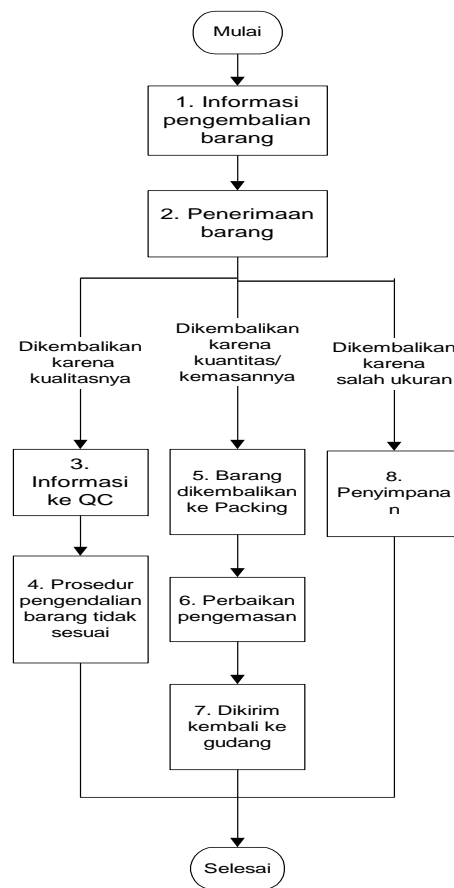 Mulai
1. Informasi
pengembalian
barang
2. Penerimaan
barang
Dikembalikan
karena
kualitasnya
Dikembalikan
karena
kuantitas/
kemasannya
Dikembalikan
karena
salah ukuran
3.
Informasi
ke QC
4. Prosedur
pengendalian
barang tidak
sesuai
5. Barang
dikembalikan
ke Packing
6. Perbaikan
pengemasan
7. Dikirim
kembali ke
gudang
8.
Penyimpana
n
Selesai